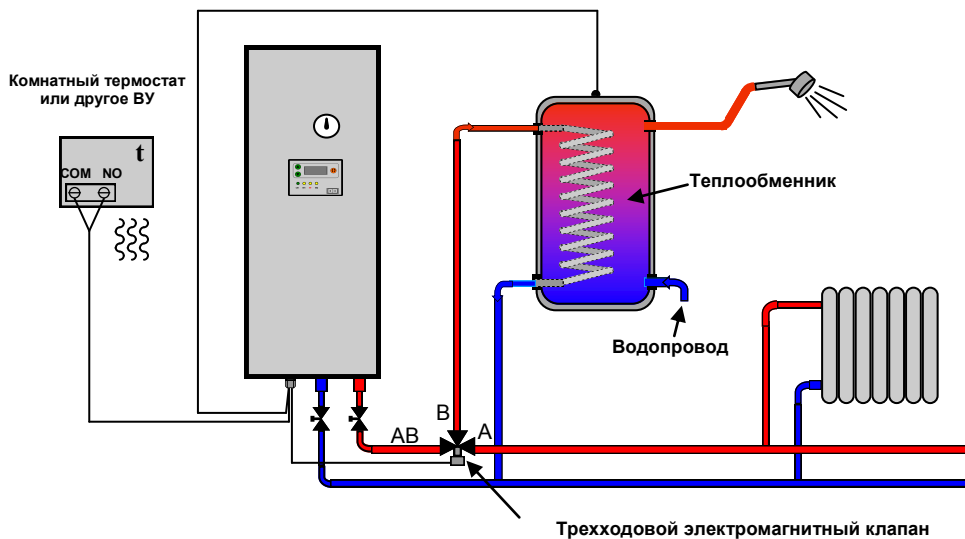 Комнатный термостат
или другое ВУ
t
COM NO
Теплообменник
Водопровод
B
A
AB
Трехходовой электромагнитный клапан